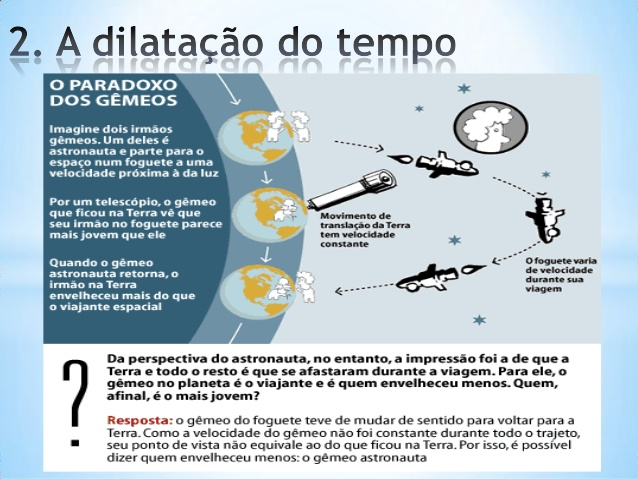 2. A dilatação do tempo
O PARADOXO
DOS GÊMEOS
Imagine dois irmãos
gêmeos. Um deles é
astronauta e parte para o
espaço num foguete a uma
velocidade próxima à da luz
Por um telescópio, o gêmeo
que ficou na Terra vê que
seu irmão no foguete parece
mais jovem que ele
Quando o gêmeo
astronauta retorna, o
irmão na Terra
envelheceu mais do que
o viajante espacial
Movimento de
translação da Terra
tem velocidade
constante
O foguete varia
de velocidade
durante sua
viagem
?
Da perspectiva do astronauta, no entanto, a impressão foi a de que a
Terra e todo o resto é que se afastaram durante a viagem. Para ele, o
gêmeo no planeta é o viajante e é quem envelheceu menos. Quem,
afinal, é o mais jovem?
Resposta: o gêmeo do foguete teve de mudar de sentido para voltar para a
Terra. Como a velocidade do gêmeo não foi constante durante todo o trajeto,
seu ponto de vista não equivale ao do que ficou na Terra. Por isso, é possível
dizer quem envelheceu menos: o gêmeo astronauta